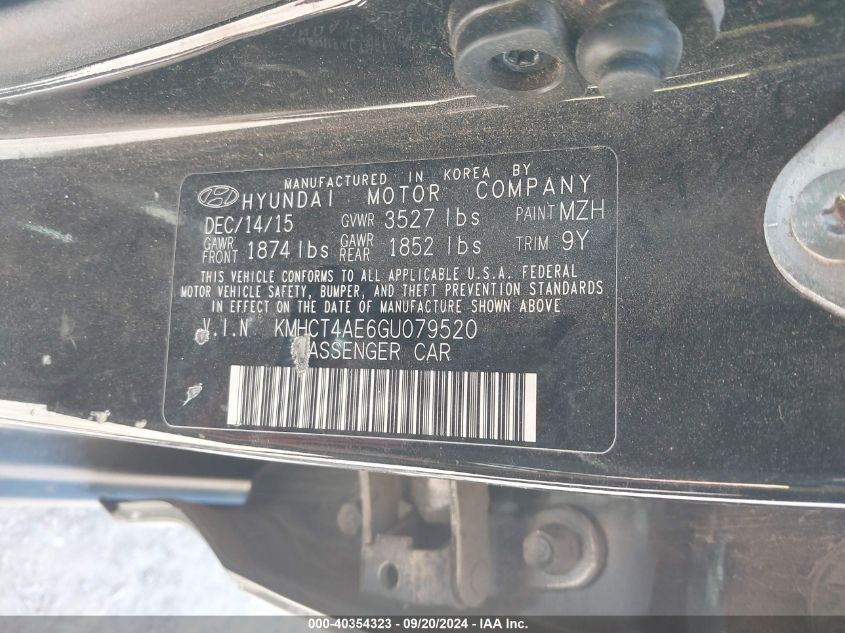 MANUFACTURED IN KOREA BY
HYUNDAI MOTOR COMPANY
DEC/14/15 GVWR 3527 lbs PAINT MZH
GAWR FRONT 1874 lbs GAWR REAR 1852 lbs TRIM 9Y
THIS VEHICLE CONFORMS TO ALL APPLICABLE U.S.A. FEDERAL
MOTOR VEHICLE SAFETY, BUMPER, AND THEFT PREVENTION STANDARDS
IN EFFECT ON THE DATE OF MANUFACTURE SHOWN ABOVE
V.I.N KMHCT4AE6GU079520
PASSENGER CAR
000-40354323 - 09/20/2024 - IAA Inc.